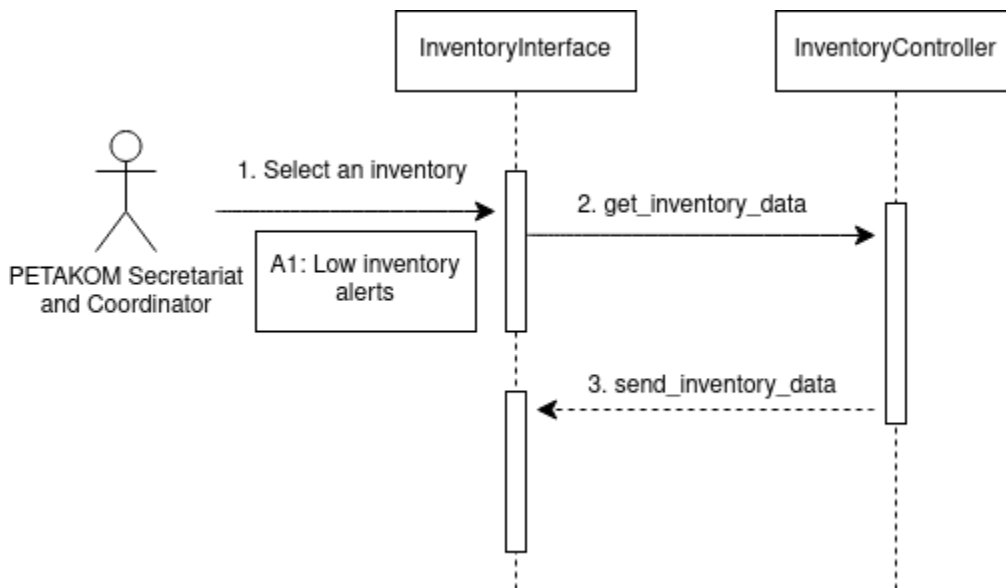 InventoryInterface
InventoryController
1. Select an inventory
2. get_inventory_data
A1: Low inventory
alerts
PETAKOM Secretariat
and Coordinator
3. send_inventory_data